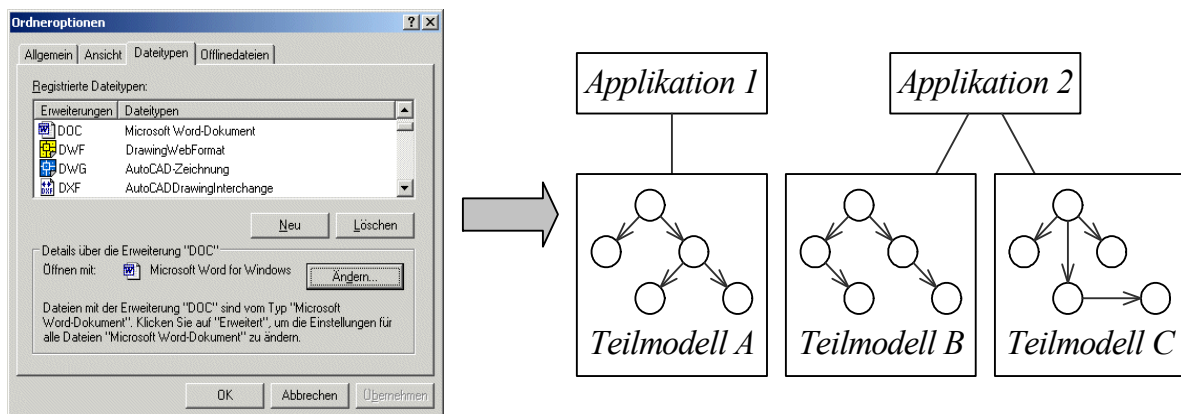 Ordneroptionen
Allgemein Ansicht Dateitypen Offlinedateien
Registrierte Dateitypen:
Erweiterungen Dateitypen
DOC Microsoft Word-Dokument
DWF DrawingWebFormat
DWG AutoCAD-Zeichnung
DXF AutoCADDrawingInterchange
Neu Löschen
Details über die Erweiterung "DOC"
Öffnen mit: Microsoft Word for Windows Ändern...
Dateien mit der Erweiterung "DOC" sind vom Typ "Microsoft
Word-Dokument". Klicken Sie auf "Erweitert", um die Einstellungen für
alle Dateien "Microsoft Word-Dokument" zu ändern.
OK Abbrechen Übernehmen
Applikation 1 Applikation 2
Teilmodell A Teilmodell B Teilmodell C